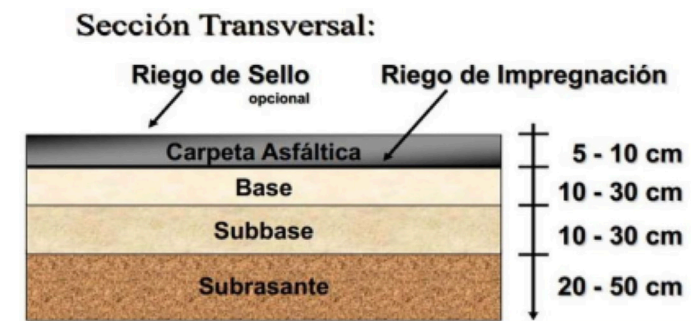 Sección Transversal:
Riego de Sello
opcional
Riego de Impregnación
Carpeta Asfáltica
5 - 10 cm
Base
10 - 30 cm
Subbase
10 - 30 cm
Subrasante
20 - 50 cm